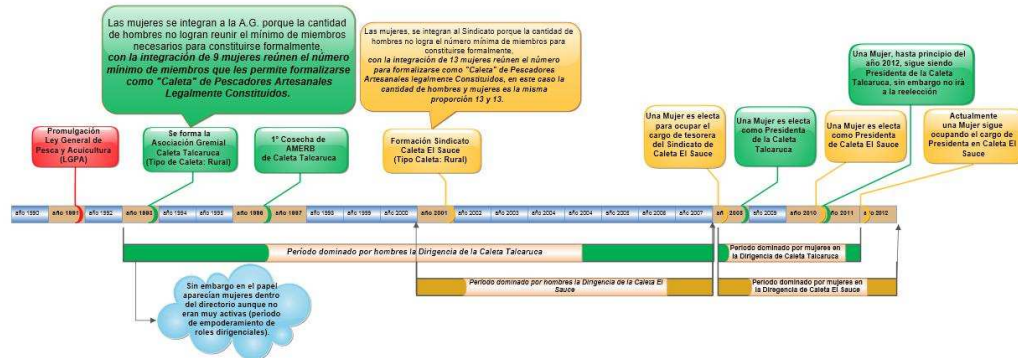 Las mujeres se integran a la A.G. porque la cantidad
de hombres no logran reunir el mínimo de miembros
necesarios para constituirse formalmente,
con la integración de 9 mujeres reúnen el número
mínimo de miembros que les permite formalizarse
como "Caleta" de Pescadores Artesanales
Legalmente Constituidos.
Las mujeres, se integran al Sindicato porque la cantidad
de hombres no logra el número mínima de miembros para
constituirse formalmente,
con la integración de 13 mujeres reúnen el número
para formalizarse como "Caleta" de Pescadores
Artesanales legalmente Constituidos, en este caso la
cantidad de hombres y mujeres es la misma
proporción 13 y 13.
Una Mujer, hasta principio del
año 2012, sigue siendo
Presidenta de la Caleta
Talcaruca, sin embargo no irá
a la reelección
Promulgación
Ley General de
Pesca y Acuicultura
(LGPA)
Se forma la
Asociación Gremial
Caleta Talcaruca
(Tipo de Caleta: Rural)
1º Cosecha de
AMERB
de Caleta Talcaruca
Formación Sindicato
Caleta El Sauce
(Tipo Caleta: Rural)
Una Mujer es electa
para ocupar el
cargo de tesorera
del Sindicato de
Caleta El Sauce
Una Mujer es electa
como Presidenta
de la Caleta
Talcaruca
Una Mujer es electa
como Presidenta
de Caleta El Sauce
Actualmente
una Mujer sigue
ocupando el cargo de
Presidenta en Caleta El
Sauce
año 1990 año 1991 año 1992 año 1993 año 1994 año 1995 año 1996 año 1997 año 1998 año 1999 año 2000 año 2001 año 2002 año 2003 año 2004 año 2005 año 2006 año 2007 año 2008 año 2009 año 2010 año 2011 año 2012
Período dominado por hombres la Dirigencia de la Caleta Talcaruca
Período dominado por mujeres en
la Dirigencia de Caleta Talcaruca
Período dominado por hombres la Dirigencia de la Caleta El
Sauce
Período dominado por mujeres en
la Diregencia de Caleta El Sauce
Sin embargo en el papel
aparecían mujeres dentro
del directorio aunque no
eran muy activas (período
de empoderamiento de
roles dirigenciales).